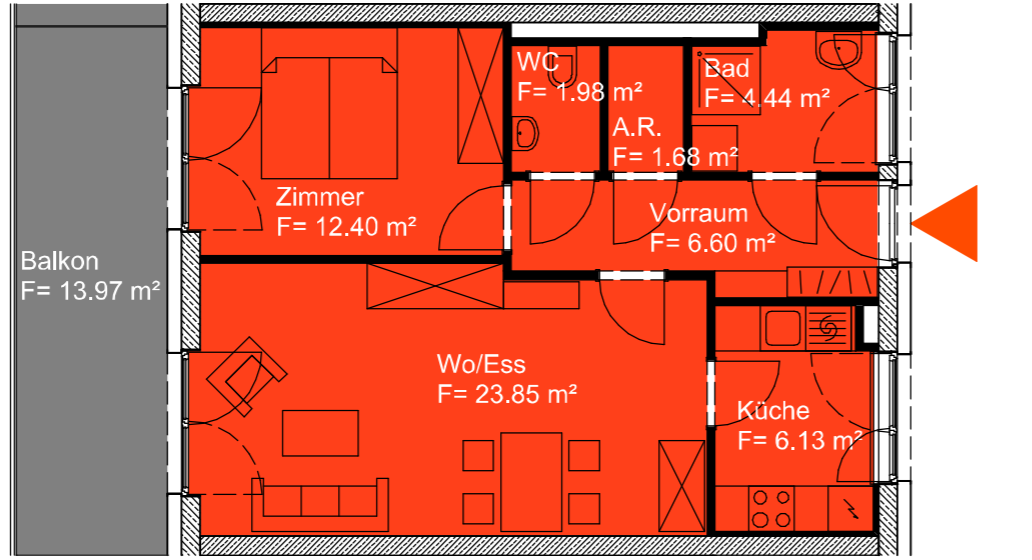 WC
F= 1.98 m²
Bad
F= 4.44 m²
A.R.
F= 1.68 m²
Zimmer
F= 12.40 m²
Vorraum
F= 6.60 m²
Balkon
F= 13.97 m²
Wo/Ess
F= 23.85 m²
Küche
F= 6.13 m²